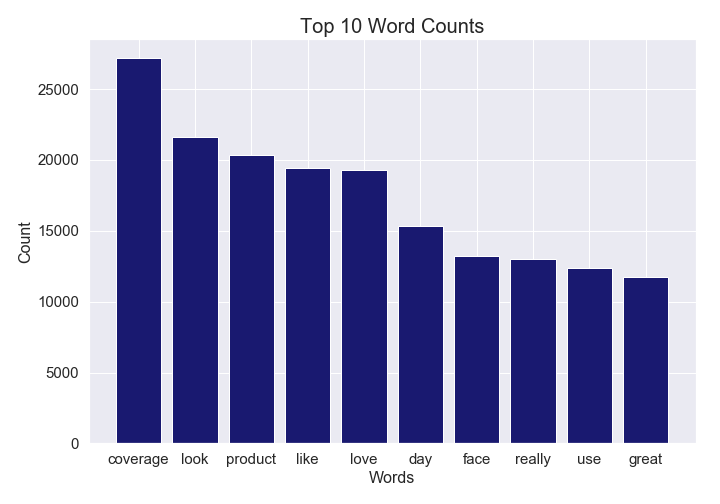 Top 10 Word Counts
25000
20000
15000
10000
5000
0
Count
coverage look product like love day face really use great
Words